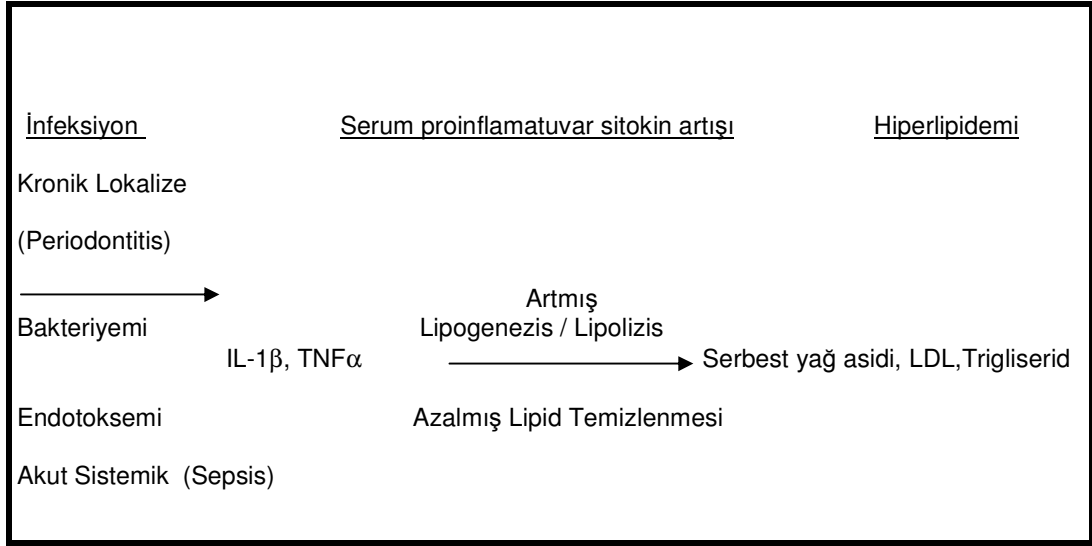 İnfeksiyon Serum proinflamatuvar sitokin artışı Hiperlipidemi
Kronik Lokalize
(Periodontitis)
Artmış
Bakteriyemi Lipogenezis / Lipolizis
IL-1β, TNFα Serbest yağ asidi, LDL,Trigliserid
Endotoksemi Azalmış Lipid Temizlenmesi
Akut Sistemik (Sepsis)